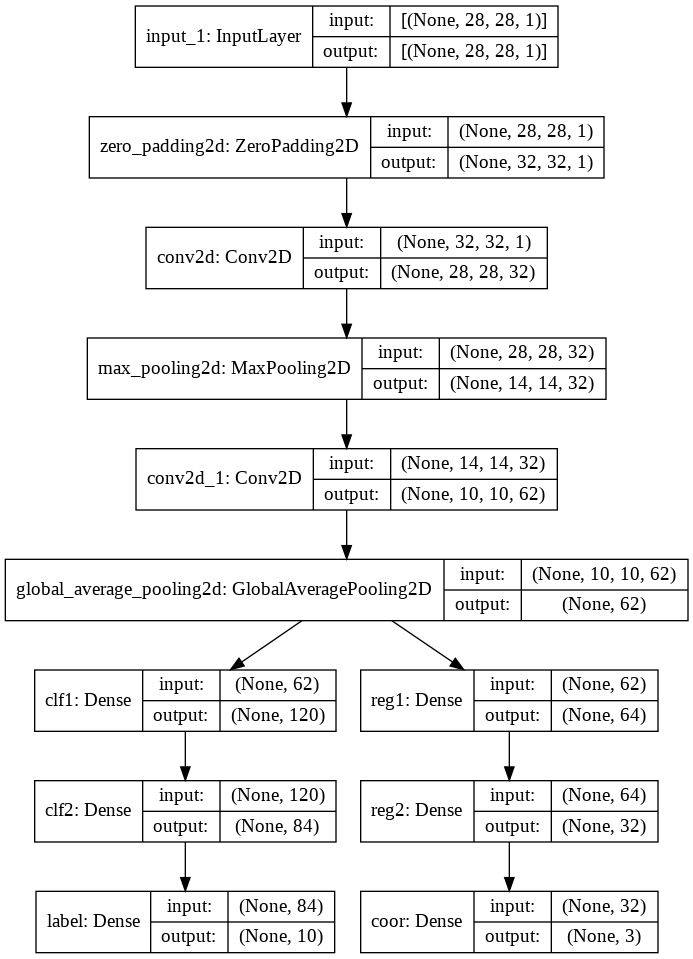 input_1: InputLayer
input:
[(None, 28, 28, 1)]
output:
[(None, 28, 28, 1)]
zero_padding2d: ZeroPadding2D
input:
(None, 28, 28, 1)
output:
(None, 32, 32, 1)
conv2d: Conv2D
input:
(None, 32, 32, 1)
output:
(None, 28, 28, 32)
max_pooling2d: MaxPooling2D
input:
(None, 28, 28, 32)
output:
(None, 14, 14, 32)
conv2d_1: Conv2D
input:
(None, 14, 14, 32)
output:
(None, 10, 10, 62)
global_average_pooling2d: GlobalAveragePooling2D
input:
(None, 10, 10, 62)
output:
(None, 62)
clf1: Dense
input:
(None, 62)
output:
(None, 120)
reg1: Dense
input:
(None, 62)
output:
(None, 64)
clf2: Dense
input:
(None, 120)
output:
(None, 84)
reg2: Dense
input:
(None, 64)
output:
(None, 32)
label: Dense
input:
(None, 84)
output:
(None, 10)
coor: Dense
input:
(None, 32)
output:
(None, 3)